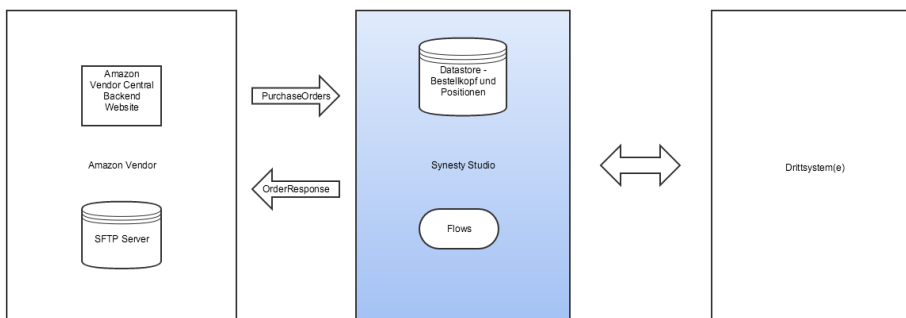 Amazon
Vendor Central
Backend
Website
Amazon Vendor
SFTP Server
PurchaseOrders
OrderResponse
Datastore -
Bestellkopf und
Positionen
Synesty Studio
Flows
Drittsystem(e)